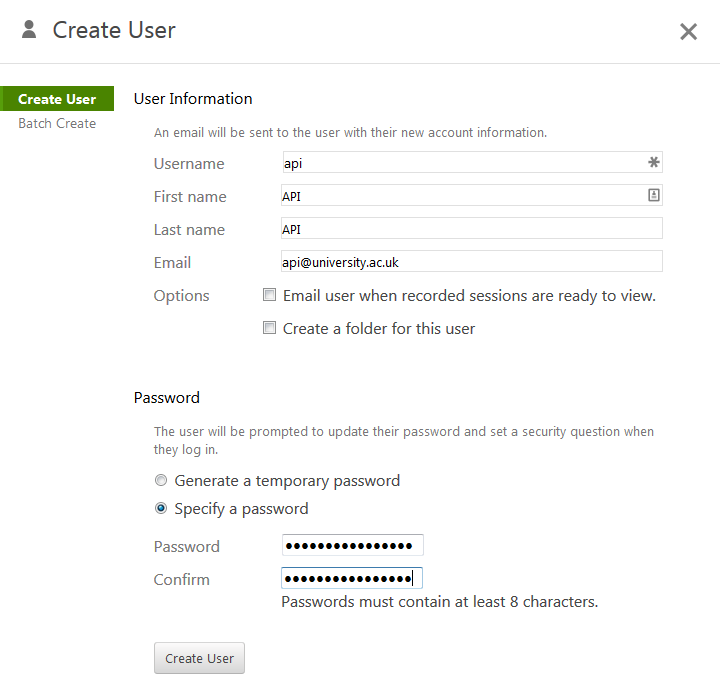 Create User
Create User
Batch Create
User Information
An email will be sent to the user with their new account information.
Username api
First name API
Last name API
Email api@university.ac.uk
Options Email user when recorded sessions are ready to view.
Create a folder for this user
Password
The user will be prompted to update their password and set a security question when
they log in.
Generate a temporary password
Specify a password
Password ••••••••••••••••
Confirm ••••••••••••••••
Passwords must contain at least 8 characters.
Create User